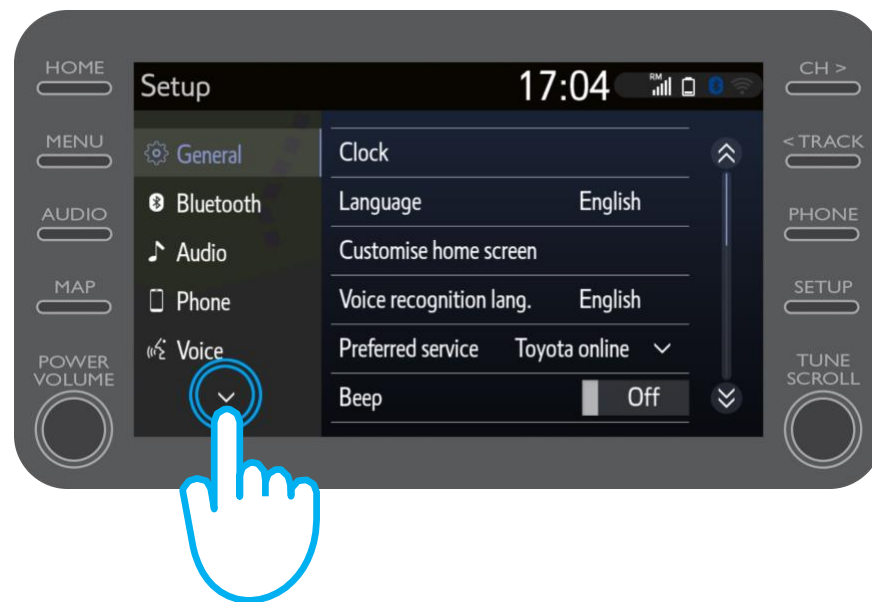 HOME
MENU
AUDIO
MAP
POWER
VOLUME
Setup
17:04
RM
General
Bluetooth
Audio
Phone
Voice
Clock
Language English
Customise home screen
Voice recognition lang. English
Preferred service Toyota online
Beep Off
CH >
< TRACK
PHONE
SETUP
TUNE
SCROLL